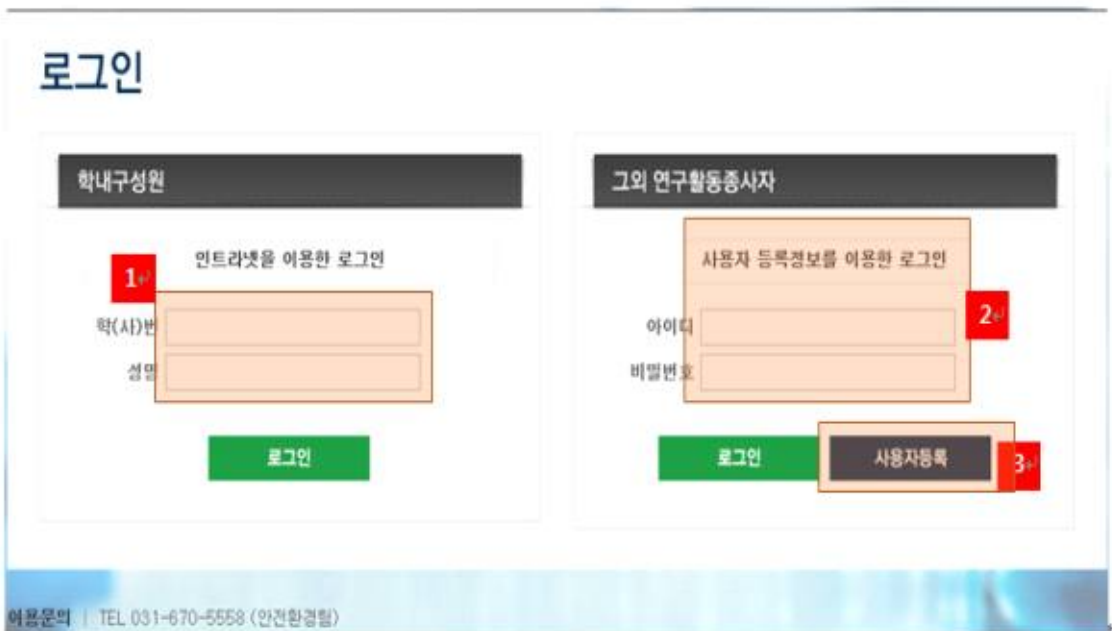 로그인
학내구성원
인트라넷을 이용한 로그인
1↵
학(사)번
성명
로그인
그외 연구활동종사자
사용자 등록정보를 이용한 로그인
2↵
아이디
비밀번호
로그인
사용자등록
3↵
이용문의 | TEL 031-670-5558 (안전환경팀)